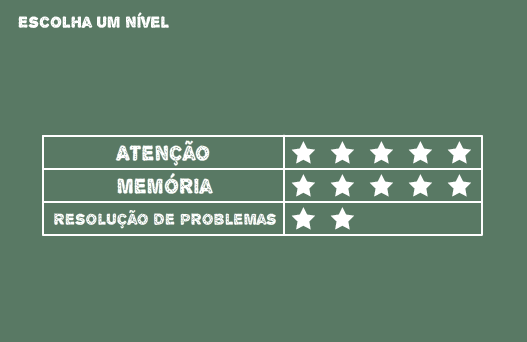 ESCOLHA UM NÍVEL
ATENÇÃO
MEMÓRIA
RESOLUÇÃO DE PROBLEMAS